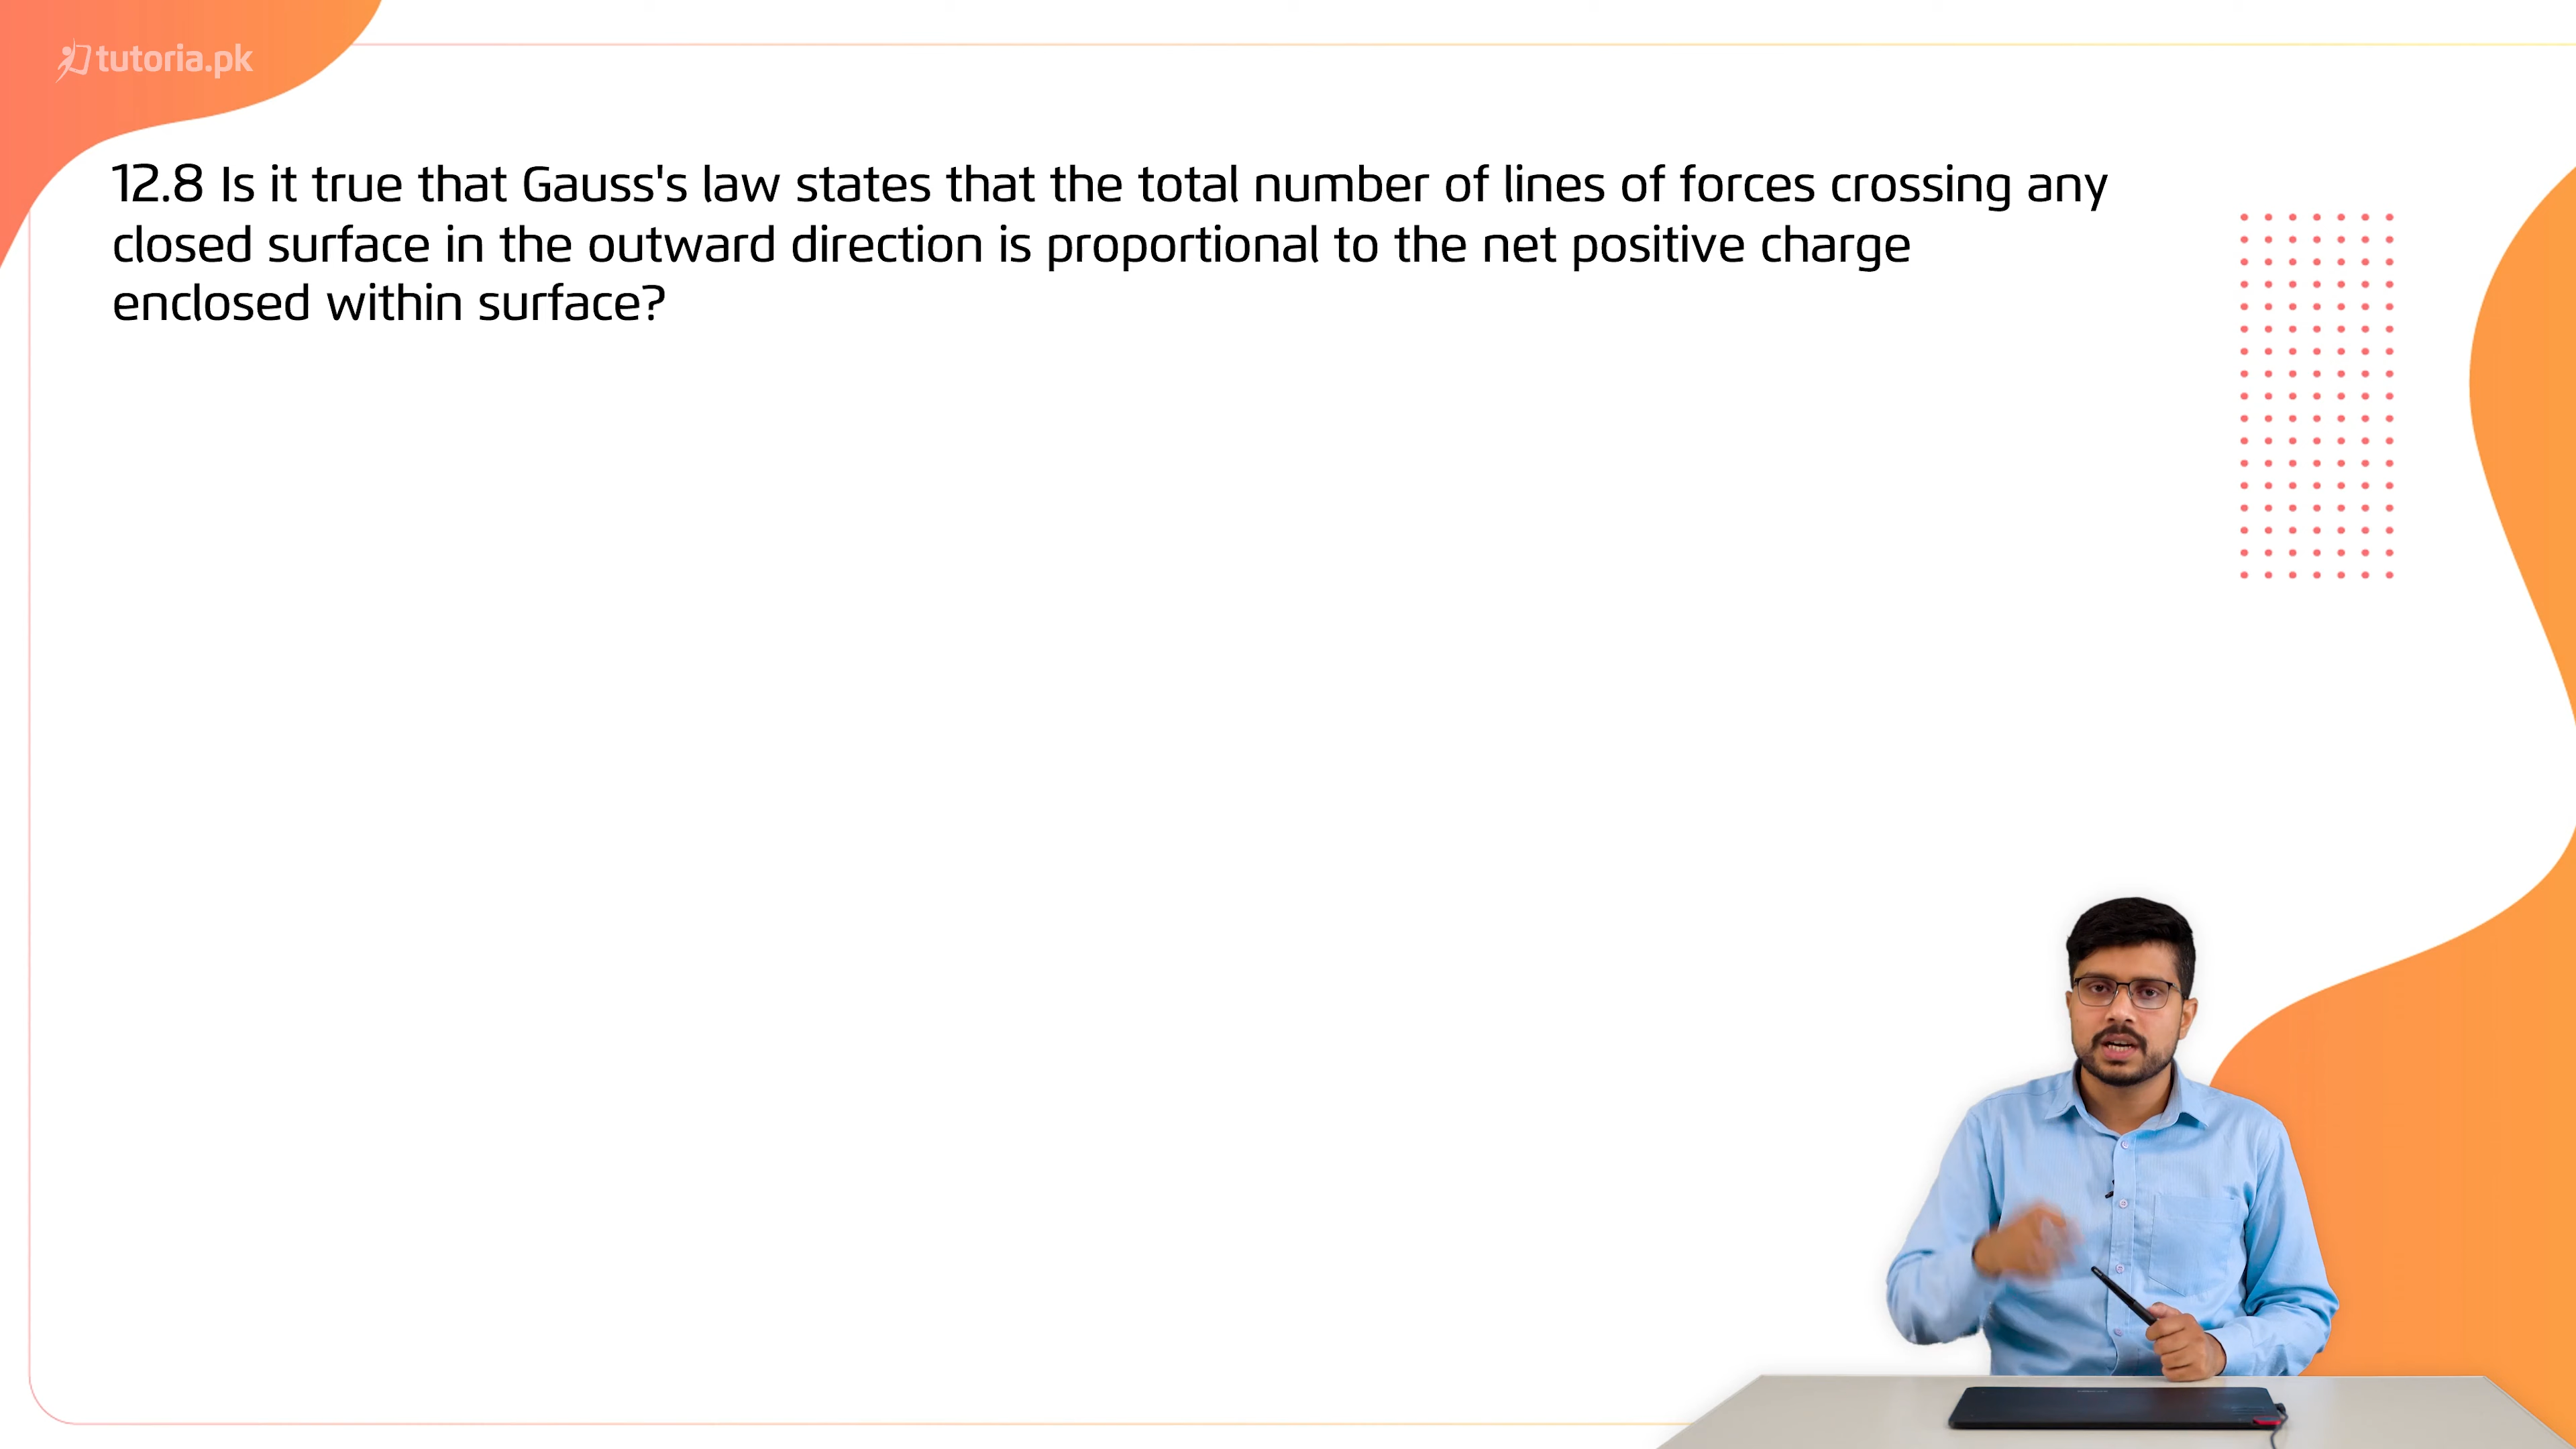 tutoria.pk
12.8 Is it true that Gauss's law states that the total number of lines of forces crossing any
closed surface in the outward direction is proportional to the net positive charge
enclosed within surface?